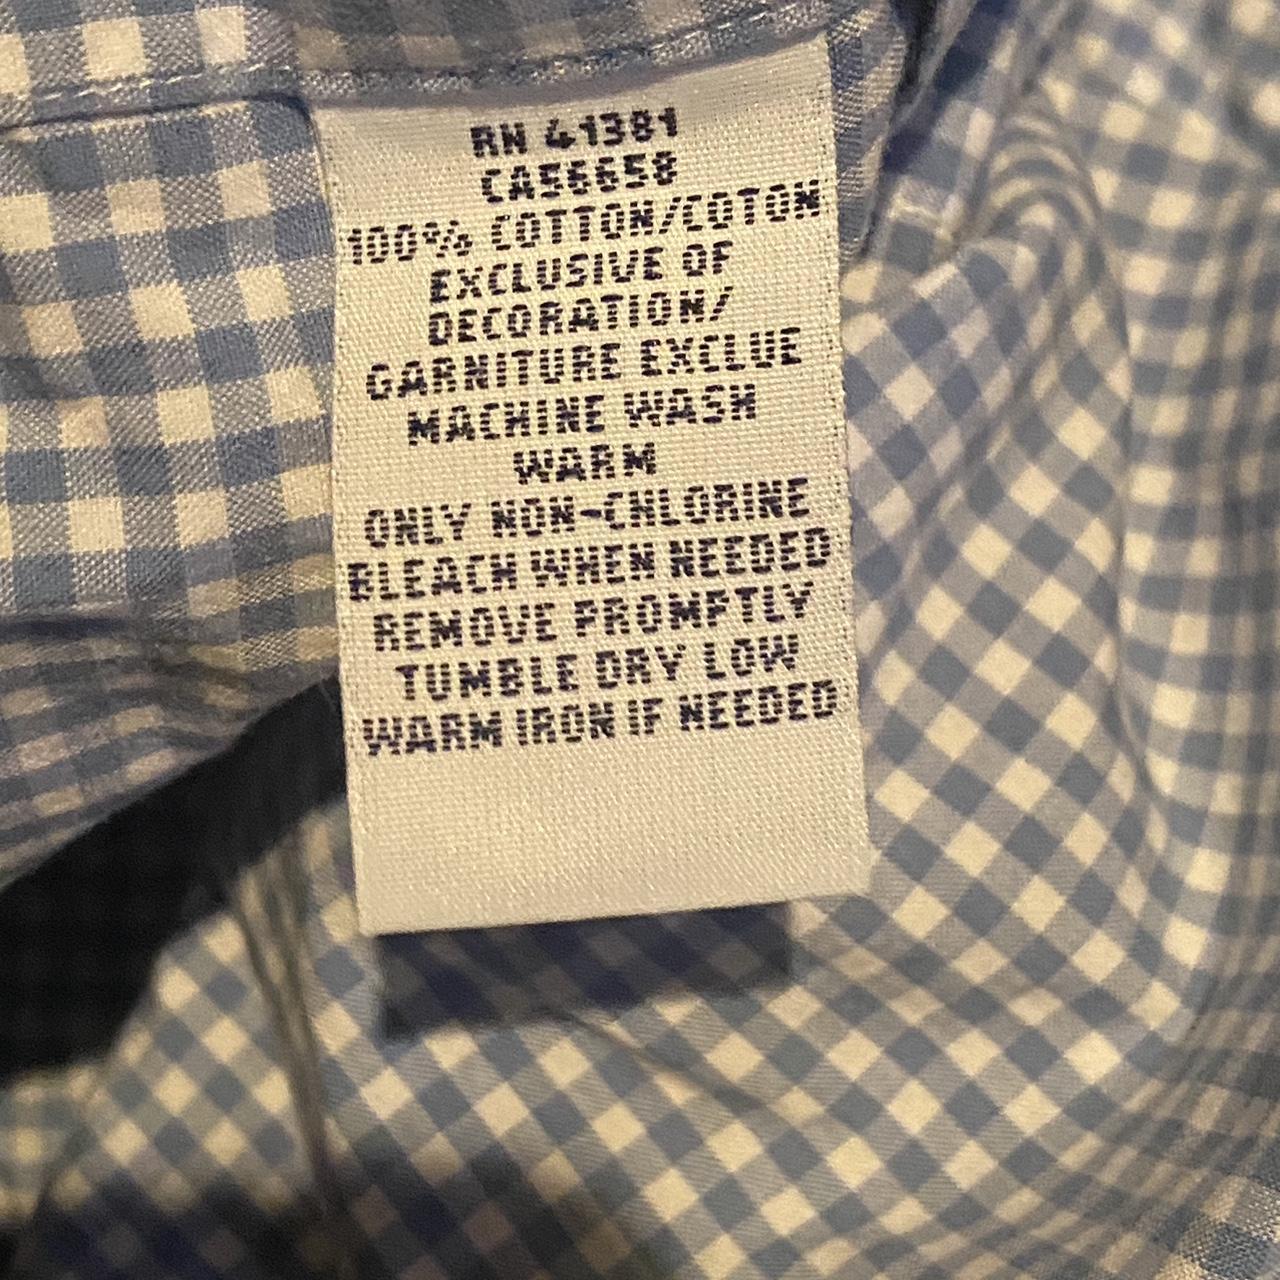 RN 41381
CA56658
100% COTTON/COTON
EXCLUSIVE OF
DECORATION/
GARNITURE EXCLUE
MACHINE WASH
WARM
ONLY NON-CHLORINE
BLEACH WHEN NEEDED
REMOVE PROMPTLY
TUMBLE DRY LOW
WARM IRON IF NEEDED